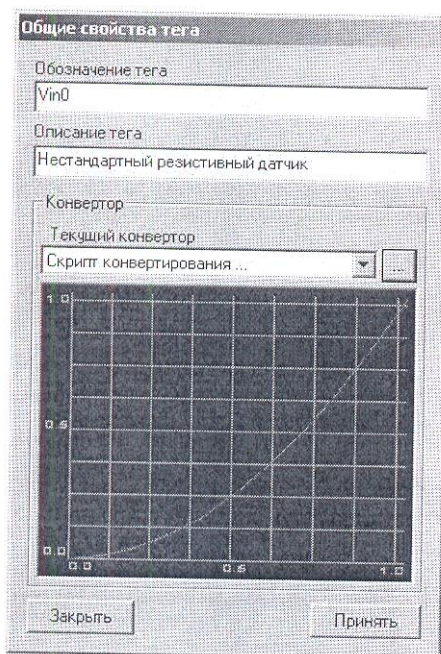 Общие свойства тега
Обозначение тега
Vin0
Описание тега
Нестандартный резистивный датчик
Конвертор
Текущий конвертор
Скрипт конвертирования ...
...
1.0
0.5
0.0
0.0 0.5 1.0
Закрыть Принять